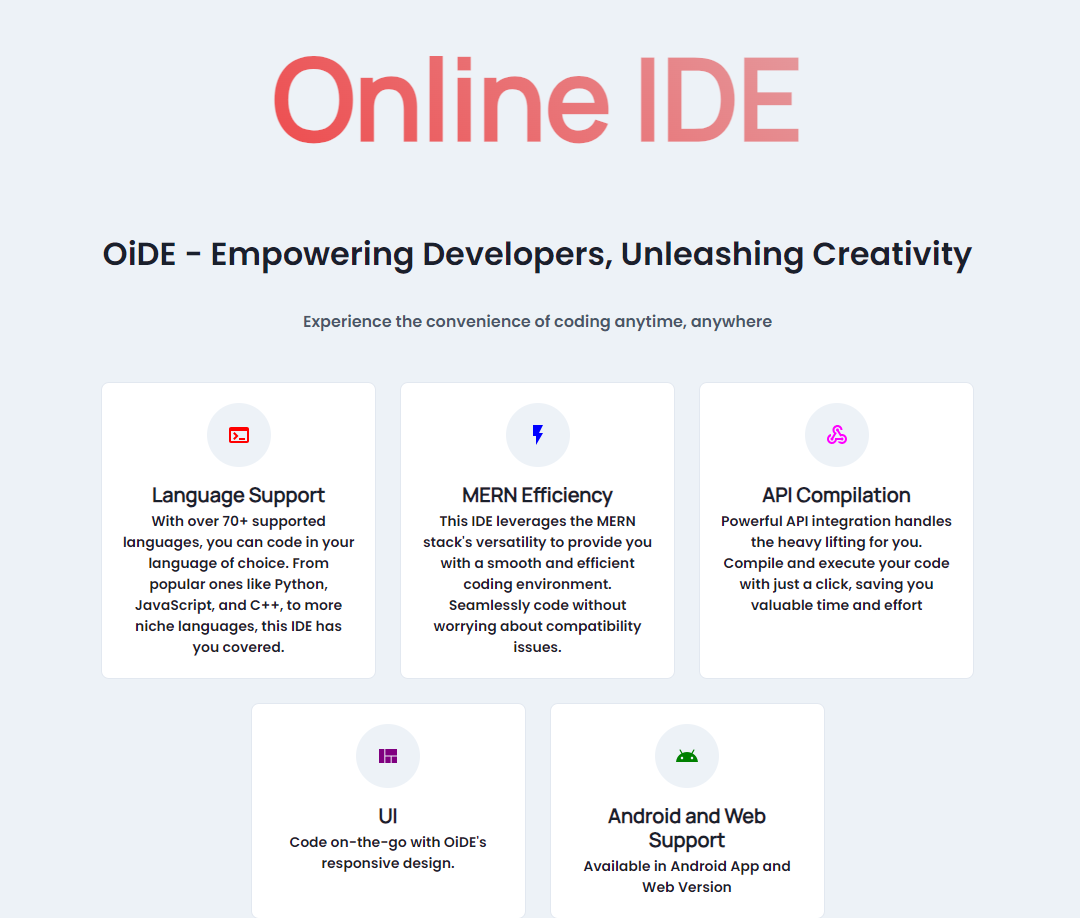 Online IDE
OiDE - Empowering Developers, Unleashing Creativity
Experience the convenience of coding anytime, anywhere
Language Support
With over 70+ supported
languages, you can code in your
language of choice. From
popular ones like Python,
JavaScript, and C++, to more
niche languages, this IDE has
you covered.
MERN Efficiency
This IDE leverages the MERN
stack's versatility to provide you
with a smooth and efficient
coding environment.
Seamlessly code without
worrying about compatibility
issues.
API Compilation
Powerful API integration handles
the heavy lifting for you.
Compile and execute your code
with just a click, saving you
valuable time and effort
UI
Code on-the-go with OiDE's
responsive design.
Android and Web
Support
Available in Android App and
Web Version